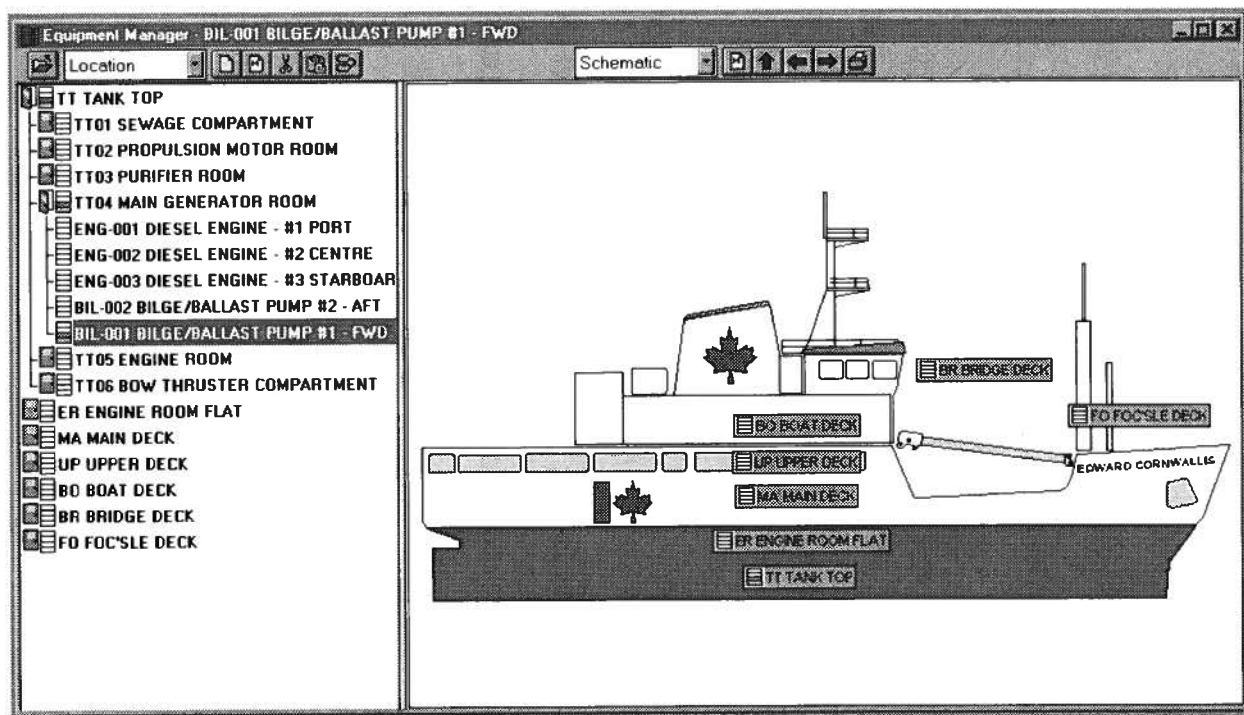 Equipment Manager - BIL-001 BILGE/BALLAST PUMP #1 - FWD
Location
Schematic
TT TANK TOP
TT01 SEWAGE COMPARTMENT
TT02 PROPULSION MOTOR ROOM
TT03 PURIFIER ROOM
TT04 MAIN GENERATOR ROOM
ENG-001 DIESEL ENGINE - #1 PORT
ENG-002 DIESEL ENGINE - #2 CENTRE
ENG-003 DIESEL ENGINE - #3 STARBOAR
BIL-002 BILGE/BALLAST PUMP #2 - AFT
BIL-001 BILGE/BALLAST PUMP #1 - FWD
TT05 ENGINE ROOM
TT06 BOW THRUSTER COMPARTMENT
ER ENGINE ROOM FLAT
MA MAIN DECK
UP UPPER DECK
BO BOAT DECK
BR BRIDGE DECK
FO FOC'SLE DECK
BR BRIDGE DECK
FO FOC'SLE DECK
BO BOAT DECK
UP UPPER DECK
EDWARD CORNWALLIS
MA MAIN DECK
ER ENGINE ROOM FLAT
TT TANK TOP